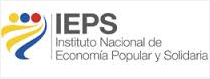 IEPS
Instituto Nacional de
Economía Popular y Solidaria